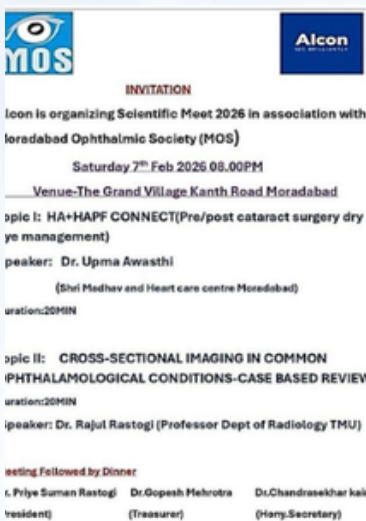 MOS
Alcon
SEE BRILLIANTLY
INVITATION
lcon is organizing Scientific Meet 2026 in association with
oradabad Ophthalmic Society (MOS)
Saturday 7th Feb 2026 08.00PM
Venue-The Grand Village Kanth Road Moradabad
opic I: HA+HAPF CONNECT(Pre/post cataract surgery dry
ye management)
peaker: Dr. Upma Awasthi
(Shri Madhav and Heart care centre Moradabad)
uration:20MIN
opic II: CROSS-SECTIONAL IMAGING IN COMMON
PHTHALAMOLOGICAL CONDITIONS-CASE BASED REVIEW
uration:20MIN
peaker: Dr. Rajul Rastogi (Professor Dept of Radiology TMU)
eeting Followed by Dinner
r. Priye Suman Rastogi Dr.Gopesh Mehrotra Dr.Chandrasekhar kai
resident) (Treasurer) (Horry.Secretary)